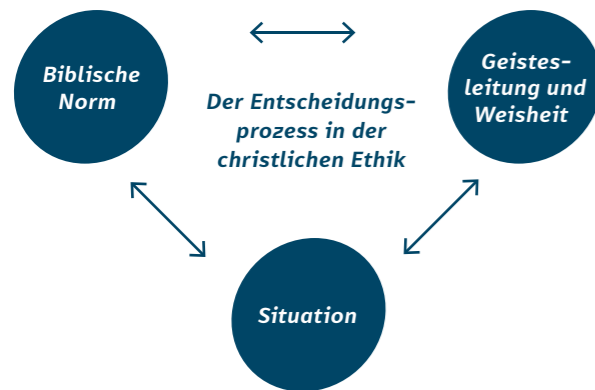 Biblische
Norm
Geistes-
leitung und
Weisheit
Der Entscheidungs-
prozess in der
christlichen Ethik
Situation